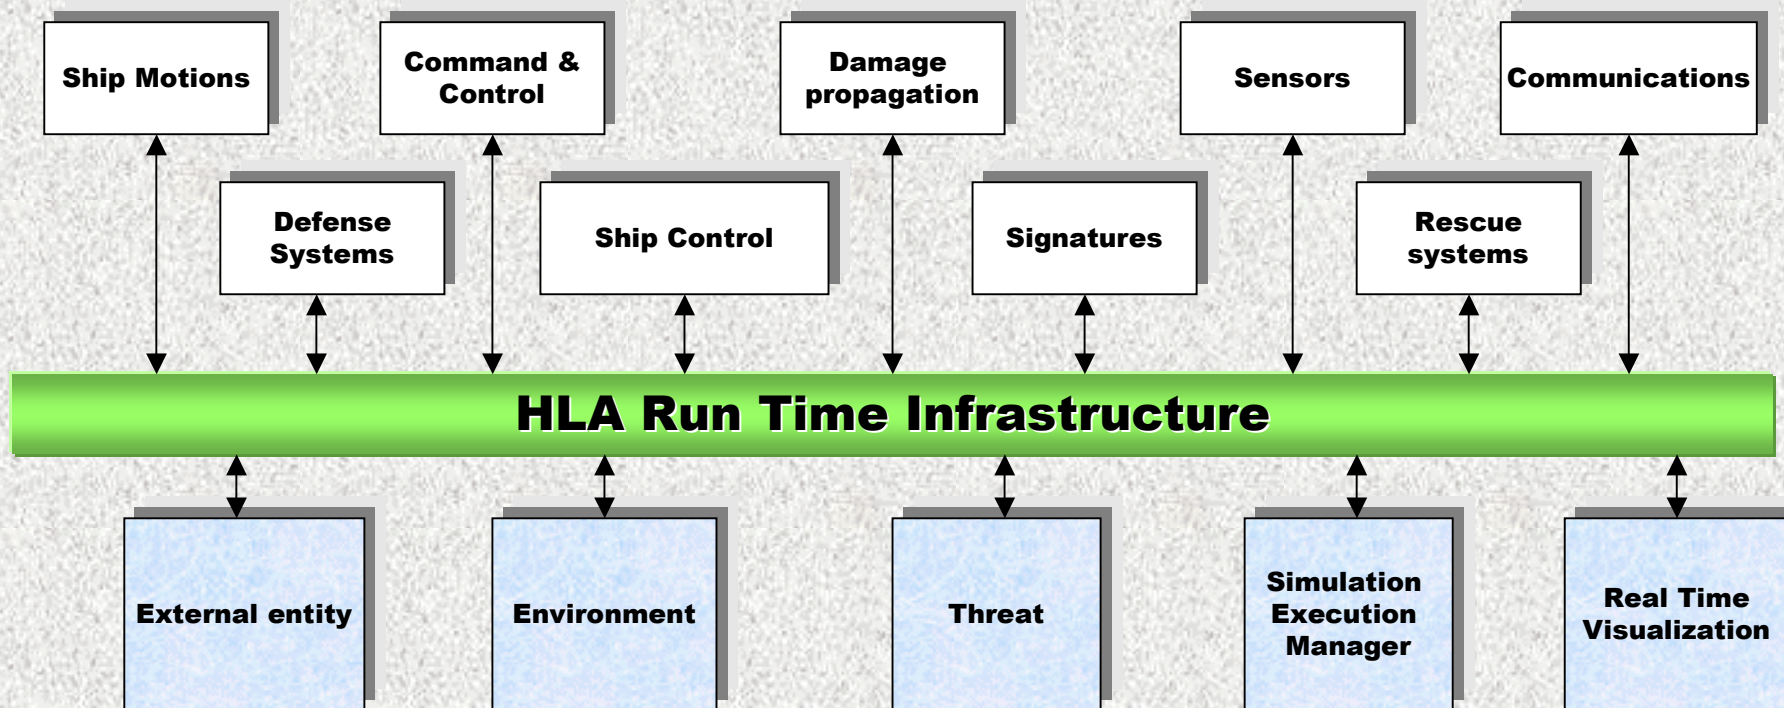 Ship Motions
Command &
Control
Damage
propagation
Sensors
Communications
Defense
Systems
Ship Control
Signatures
Rescue
systems
HLA Run Time Infrastructure
External entity
Environment
Threat
Simulation
Execution
Manager
Real Time
Visualization